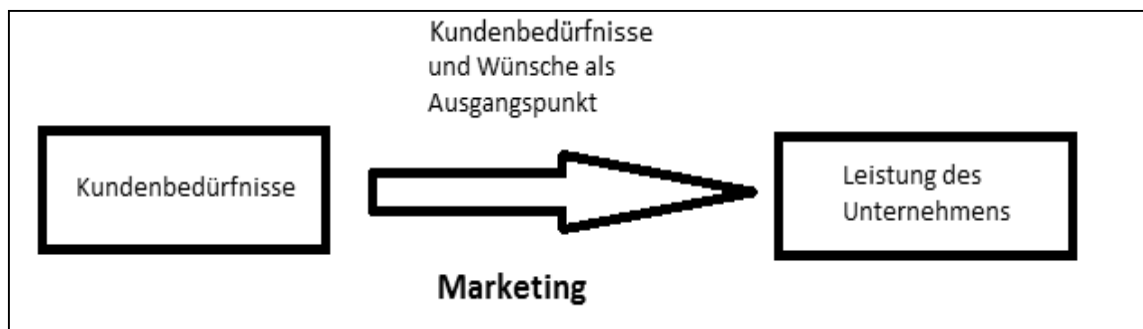 Kundenbedürfnisse
und Wünsche als
Ausgangspunkt
Kundenbedürfnisse
Leistung des
Unternehmens
Marketing